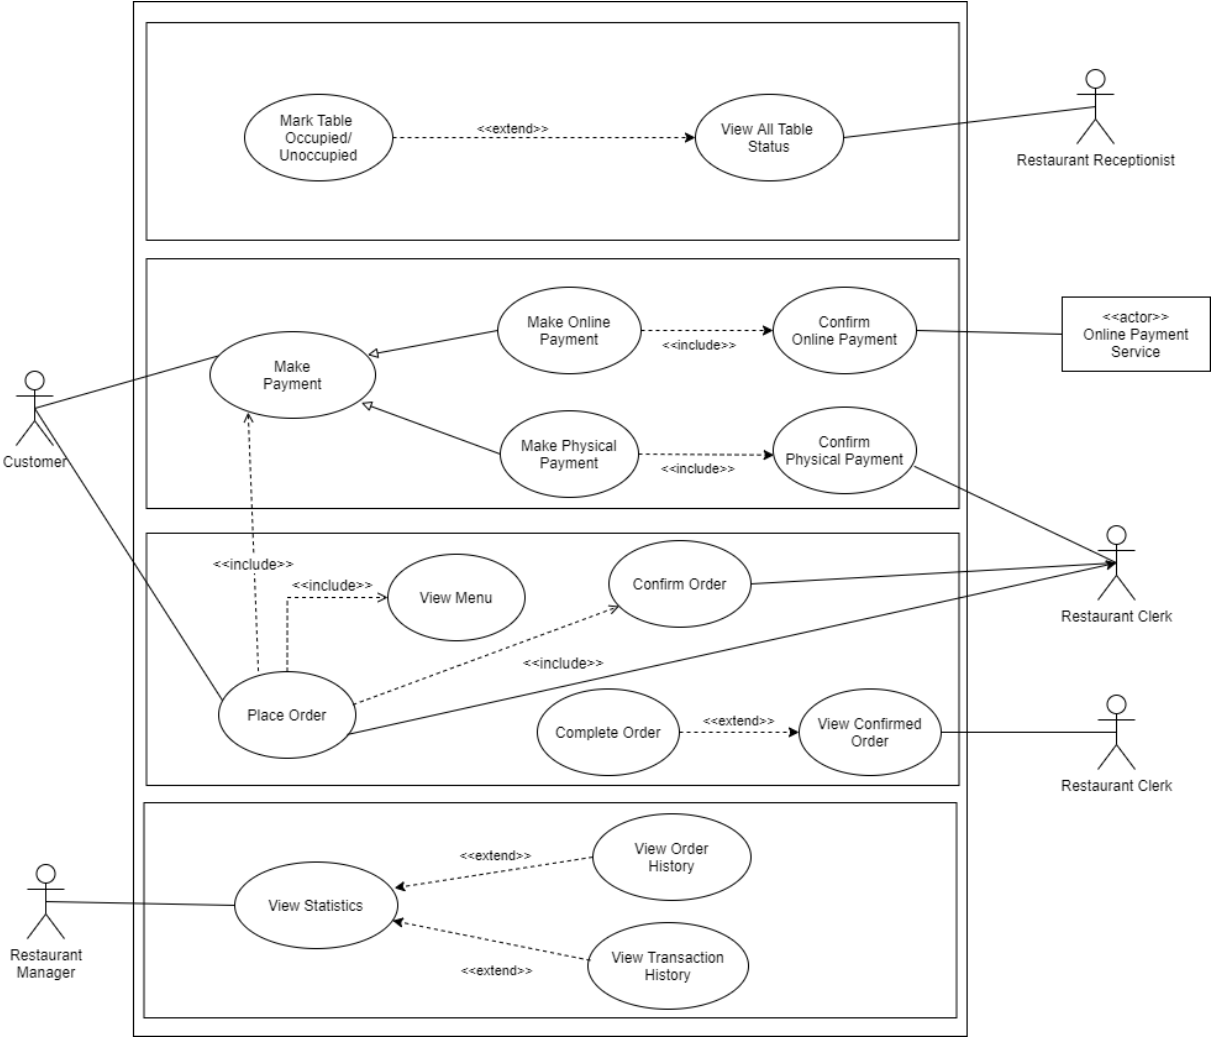 Mark Table
Occupied/
Unoccupied
<<extend>>
View All Table
Status
Restaurant Receptionist
Make
Payment
Make Online
Payment
<<include>>
Confirm
Online Payment
<<actor>>
Online Payment
Service
Customer
Make Physical
Payment
<<include>>
Confirm
Physical Payment
<<include>>
<<include>>
View Menu
Confirm Order
Restaurant Clerk
<<include>>
Place Order
Complete Order
<<extend>>
View Confirmed
Order
Restaurant Clerk
View Statistics
<<extend>>
View Order
History
Restaurant
Manager
<<extend>>
View Transaction
History